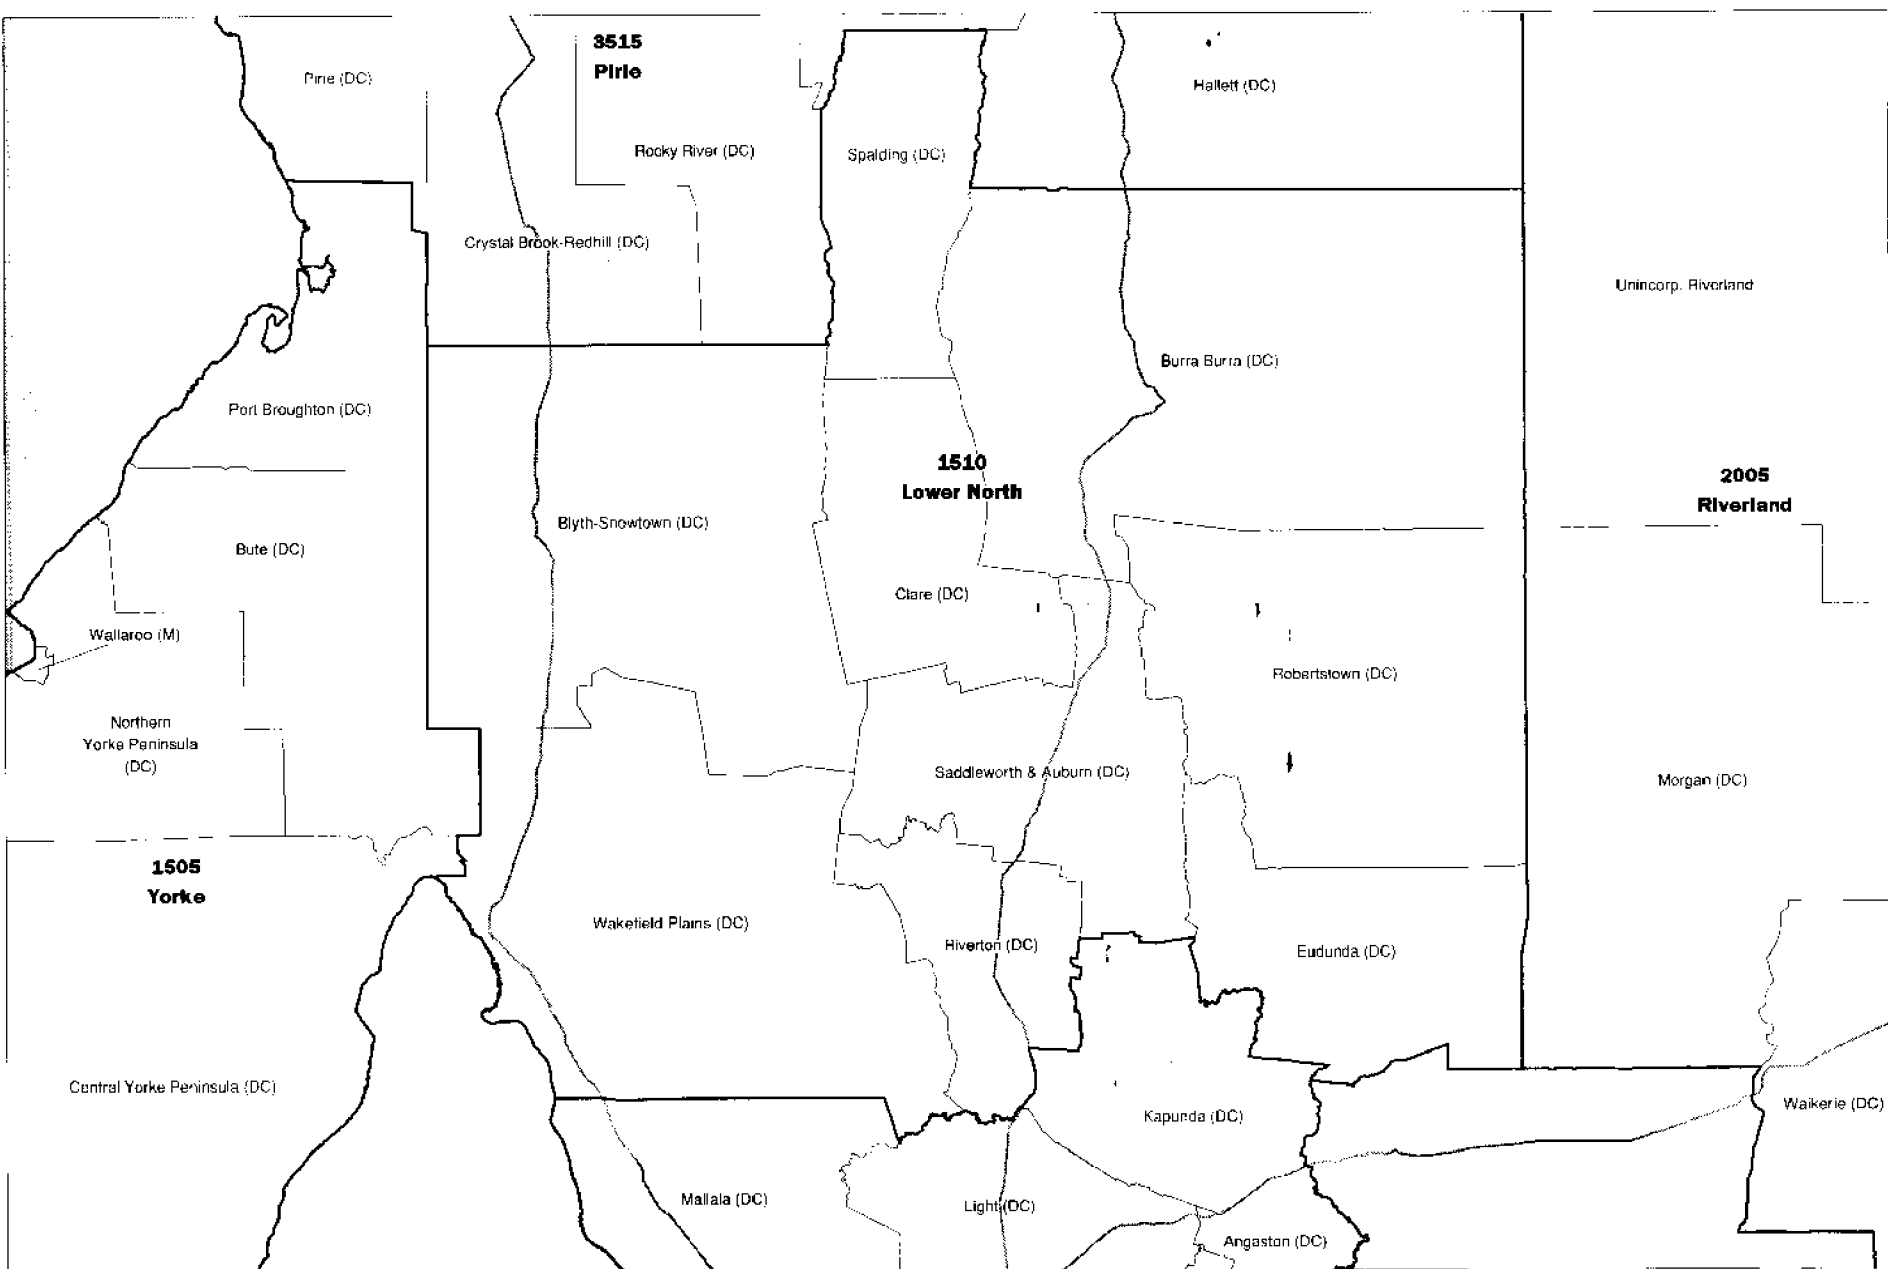 3515
Pirie
Pirie (DC)
Hallett (DC)
Rocky River (DC)
Spalding (DC)
Crystal Brook-Redhill (DC)
Unincorp. Riverland
Burra Burra (DC)
Port Broughton (DC)
1510
Lower North
2005
Riverland
Blyth-Snowtown (DC)
Bute (DC)
Clare (DC)
Wallaroo (M)
Robertstown (DC)
Northern
Yorke Peninsula
(DC)
Saddleworth & Auburn (DC)
Morgan (DC)
1505
Yorke
Wakefield Plains (DC)
Riverton (DC)
Eudunda (DC)
Central Yorke Peninsula (DC)
Kapunda (DC)
Waikerie (DC)
Mallala (DC)
Light (DC)
Angaston (DC)